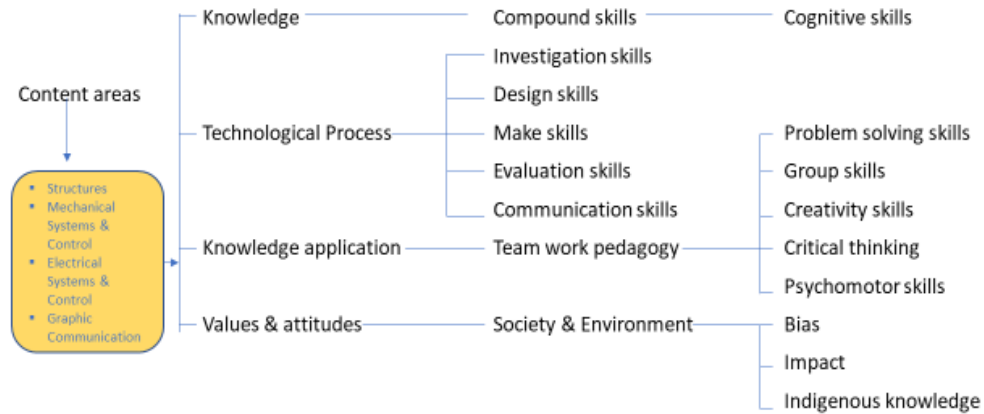 Knowledge
Compound skills
Cognitive skills
Investigation skills
Content areas
Design skills
Technological Process
Make skills
Problem solving skills
Evaluation skills
Group skills
▪ Structures
▪ Mechanical
Systems &
Control
▪ Electrical
Systems &
Control
▪ Graphic
Communication
Communication skills
Creativity skills
Knowledge application
Team work pedagogy
Critical thinking
Psychomotor skills
Values & attitudes
Society & Environment
Bias
Impact
Indigenous knowledge